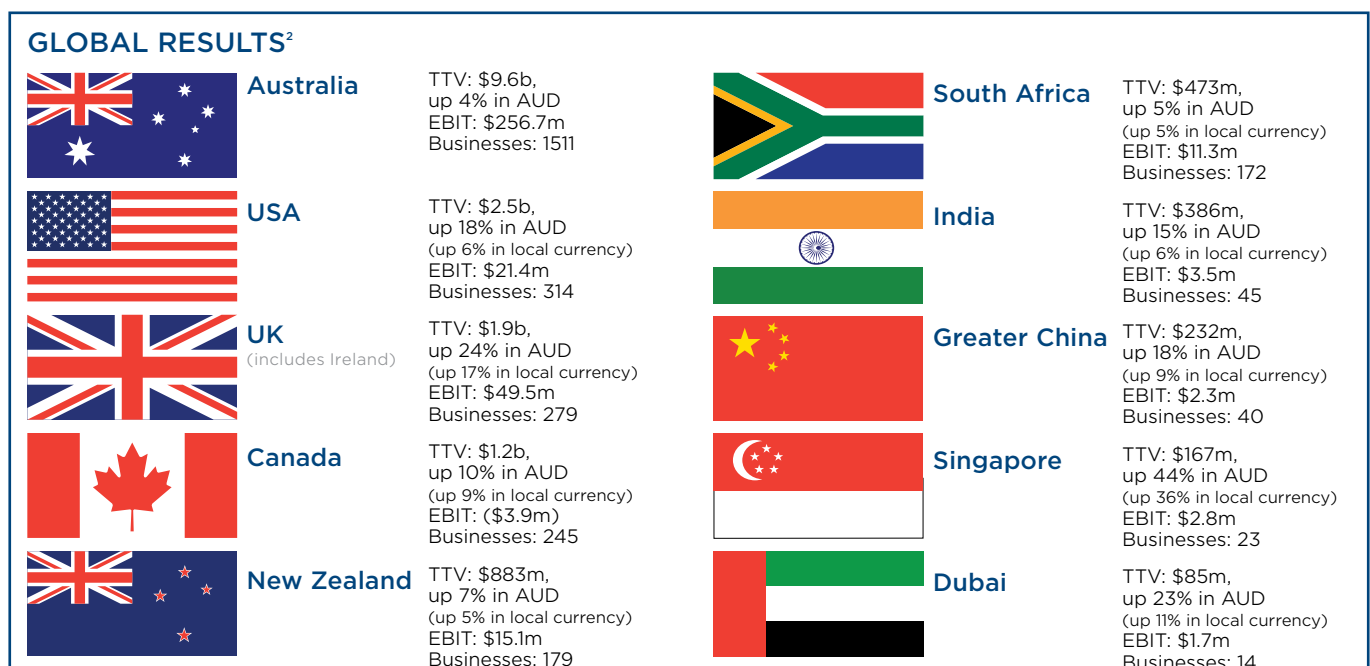 GLOBAL RESULTS²
Australia
TTV: $9.6b,
up 4% in AUD
EBIT: $256.7m
Businesses: 1511
USA
TTV: $2.5b,
up 18% in AUD
(up 6% in local currency)
EBIT: $21.4m
Businesses: 314
UK
(includes Ireland)
TTV: $1.9b,
up 24% in AUD
(up 17% in local currency)
EBIT: $49.5m
Businesses: 279
Canada
TTV: $1.2b,
up 10% in AUD
(up 9% in local currency)
EBIT: ($3.9m)
Businesses: 245
New Zealand
TTV: $883m,
up 7% in AUD
(up 5% in local currency)
EBIT: $15.1m
Businesses: 179
South Africa
TTV: $473m,
up 5% in AUD
(up 5% in local currency)
EBIT: $11.3m
Businesses: 172
India
TTV: $386m,
up 15% in AUD
(up 6% in local currency)
EBIT: $3.5m
Businesses: 45
Greater China
TTV: $232m,
up 18% in AUD
(up 9% in local currency)
EBIT: $2.3m
Businesses: 40
Singapore
TTV: $167m,
up 44% in AUD
(up 36% in local currency)
EBIT: $2.8m
Businesses: 23
Dubai
TTV: $85m,
up 23% in AUD
(up 11% in local currency)
EBIT: $1.7m
Businesses: 14